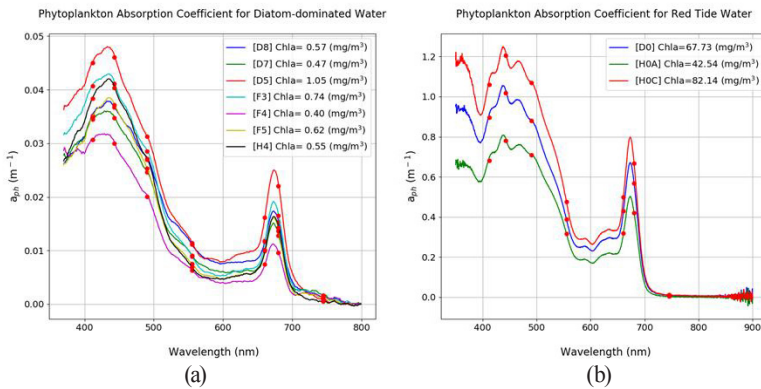 Phytoplankton Absorption Coefficient for Diatom-dominated Water
(a)
[D8] Chla= 0.57 (mg/m³)
[D7] Chla= 0.47 (mg/m³)
[D5] Chla= 1.05 (mg/m³)
[F3] Chla= 0.74 (mg/m³)
[F4] Chla= 0.40 (mg/m³)
[F5] Chla= 0.62 (mg/m³)
[H4] Chla= 0.55 (mg/m³)
0.05
0.04
0.03
0.02
0.01
0.00
aₚₕ (m⁻¹)
400 500 600 700 800
Wavelength (nm)
(a)
Phytoplankton Absorption Coefficient for Red Tide Water
(b)
[D0] Chla=67.73 (mg/m³)
[H0A] Chla=42.54 (mg/m³)
[H0C] Chla=82.14 (mg/m³)
1.2
1.0
0.8
0.6
0.4
0.2
0.0
aₚₕ (m⁻¹)
400 500 600 700 800 900
Wavelength (nm)
(b)